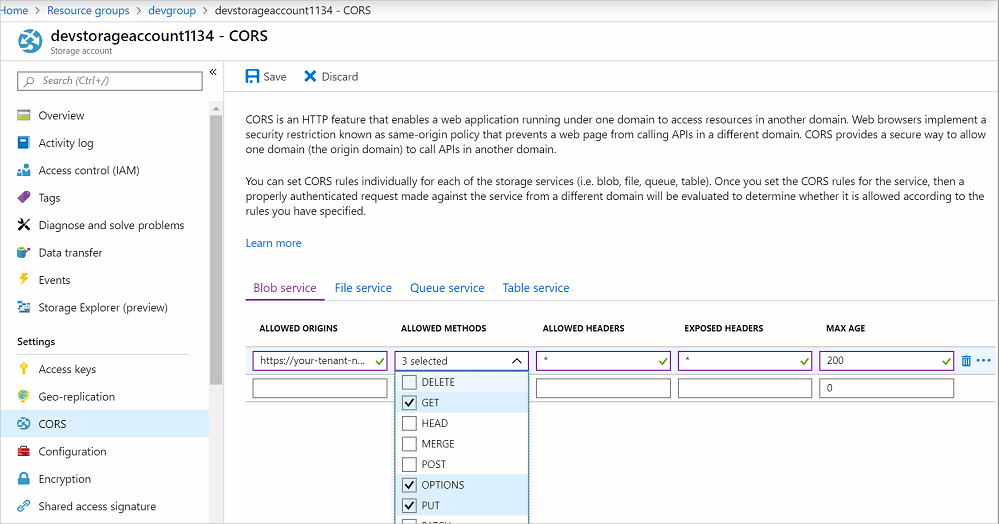 Home > Resource groups > devgroup > devstorageaccount1134 - CORS
devstorageaccount1134 - CORS
Storage account
Search (Ctrl+/)
«
Overview
Activity log
Access control (IAM)
Tags
Diagnose and solve problems
Data transfer
Events
Storage Explorer (preview)
Settings
Access keys
Geo-replication
CORS
Configuration
Encryption
Shared access signature
Save Discard
CORS is an HTTP feature that enables a web application running under one domain to access resources in another domain. Web browsers implement a
security restriction known as same-origin policy that prevents a web page from calling APIs in a different domain. CORS provides a secure way to allow
one domain (the origin domain) to call APIs in another domain.
You can set CORS rules individually for each of the storage services (i.e. blob, file, queue, table). Once you set the CORS rules for the service, then a
properly authenticated request made against the service from a different domain will be evaluated to determine whether it is allowed according to the
rules you have specified.
Learn more
Blob service File service Queue service Table service
ALLOWED ORIGINS ALLOWED METHODS ALLOWED HEADERS EXPOSED HEADERS MAX AGE
https://your-tenant-n... 3 selected * * 200 ...
0
DELETE
GET
HEAD
MERGE
POST
OPTIONS
PUT